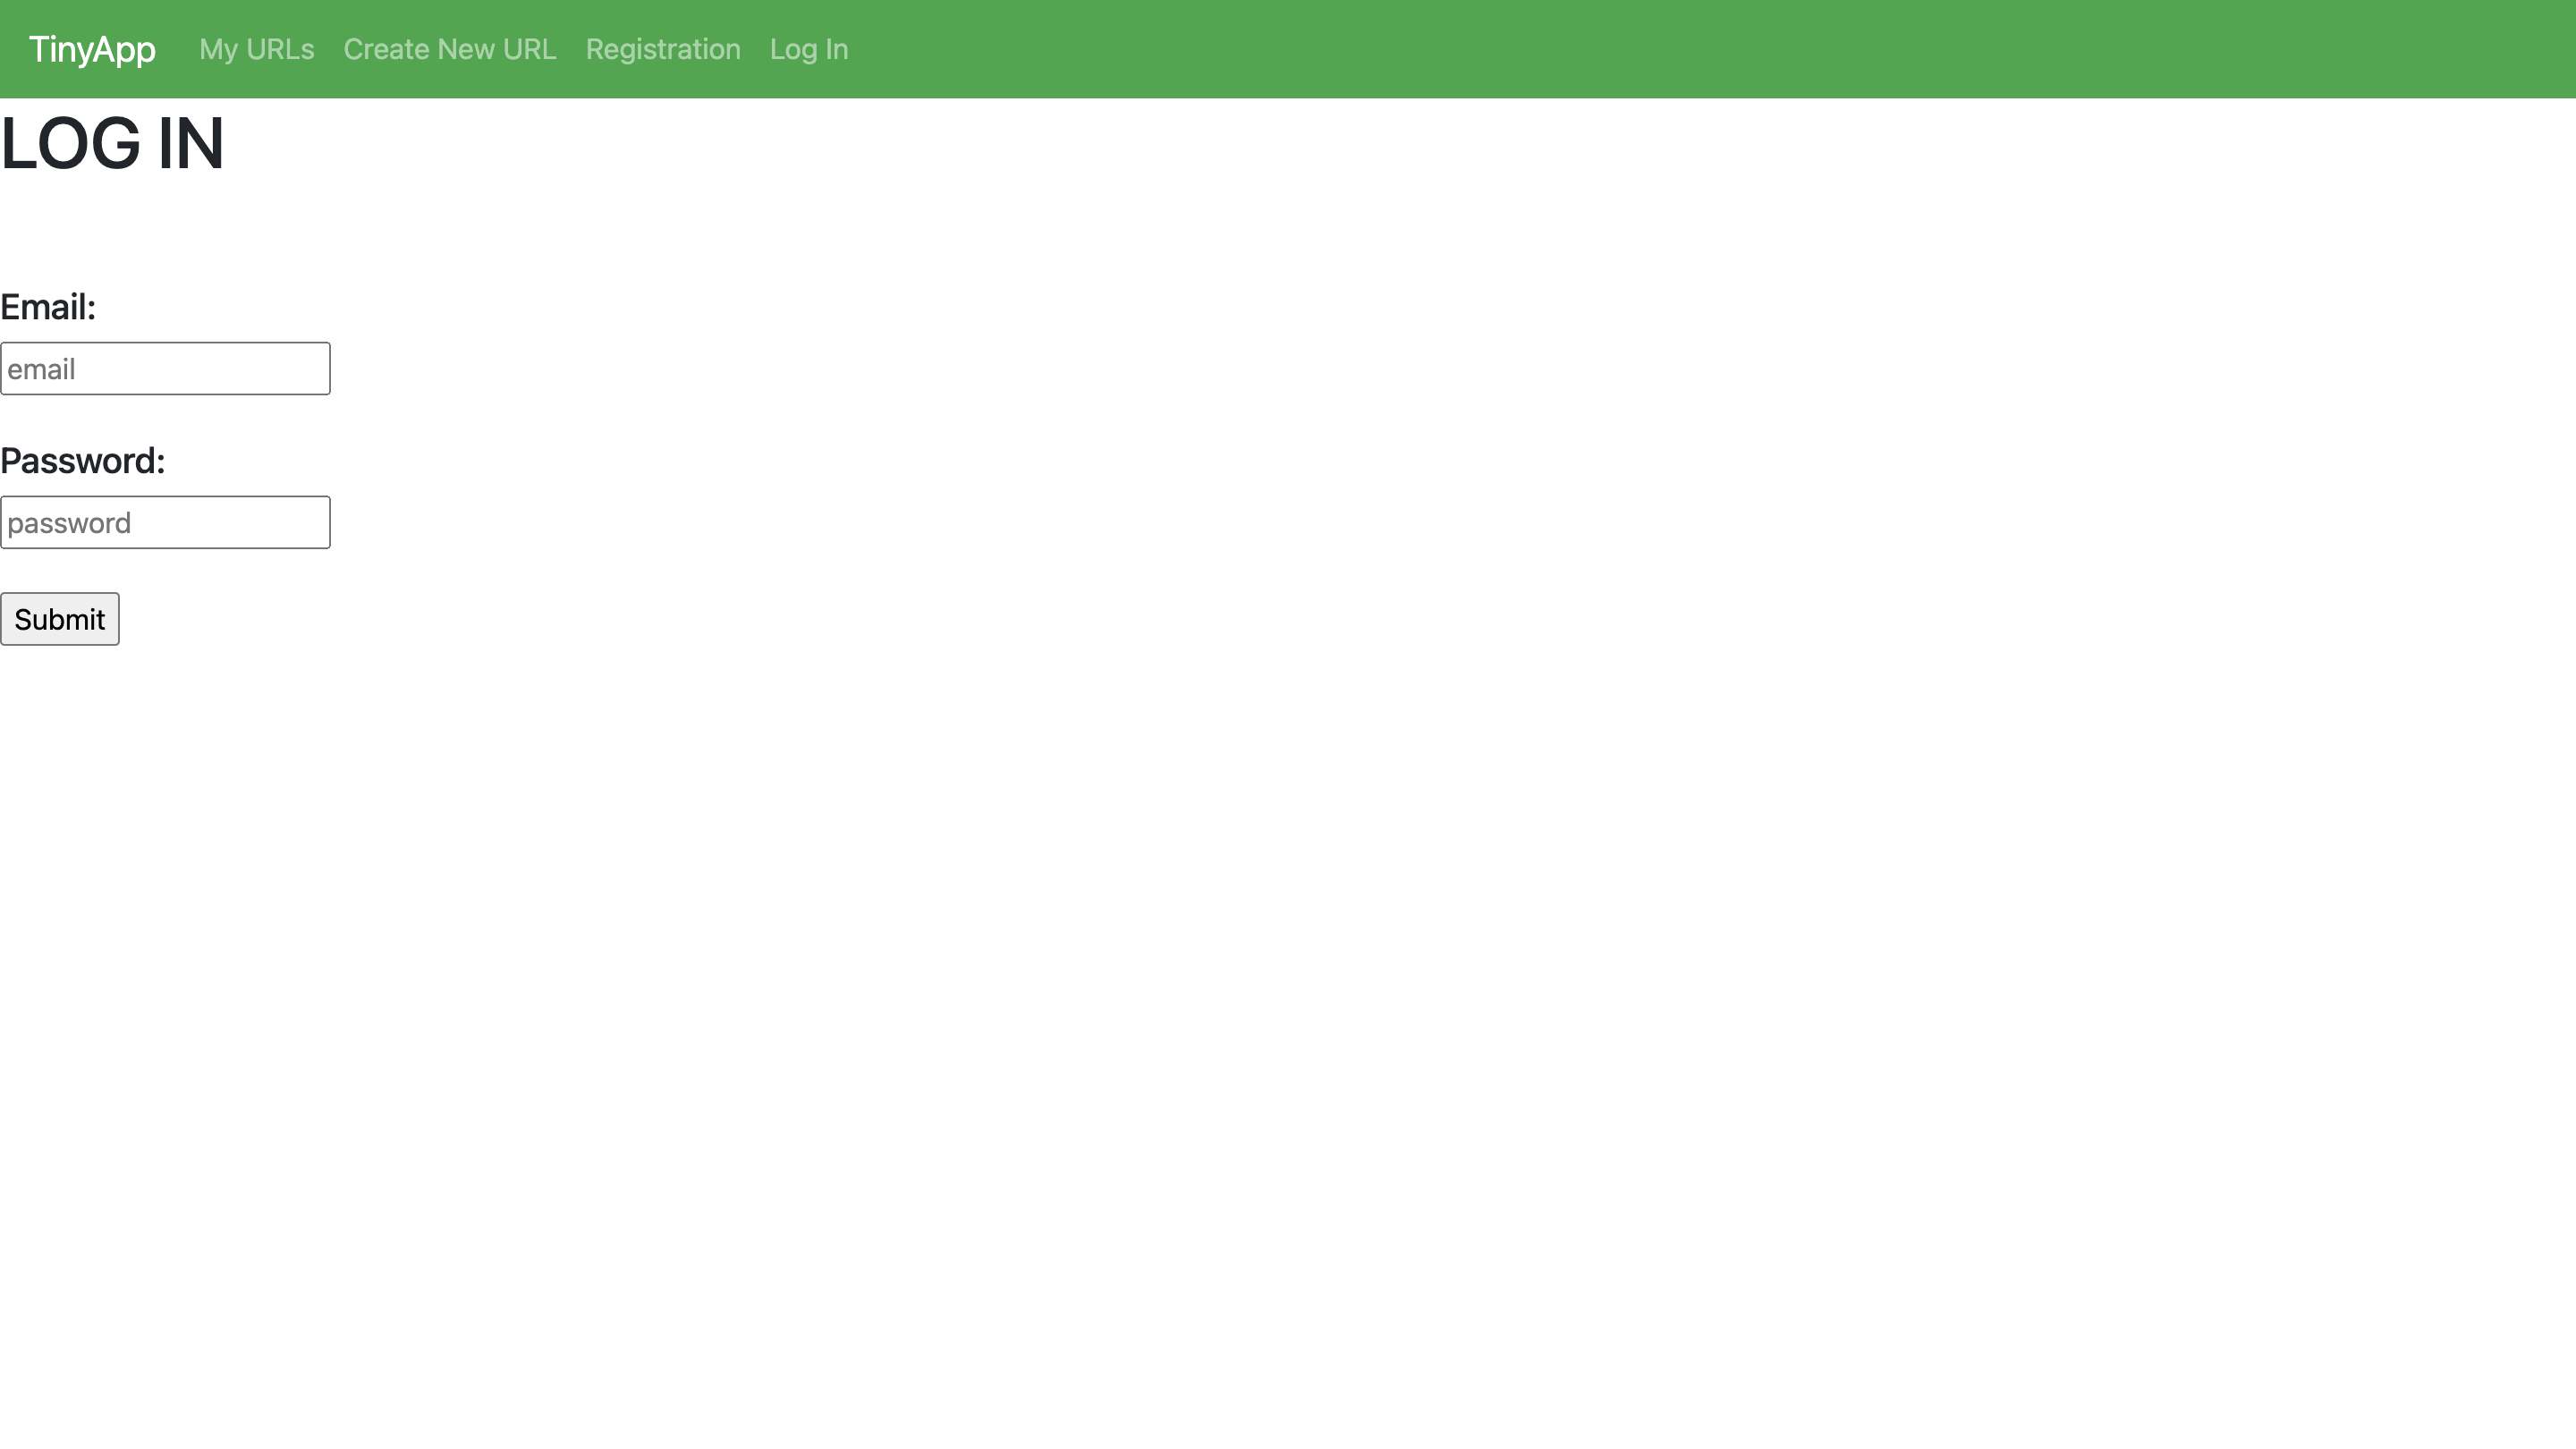 TinyApp My URLs Create New URL Registration Log In
LOG IN
Email:
email
Password:
password
Submit